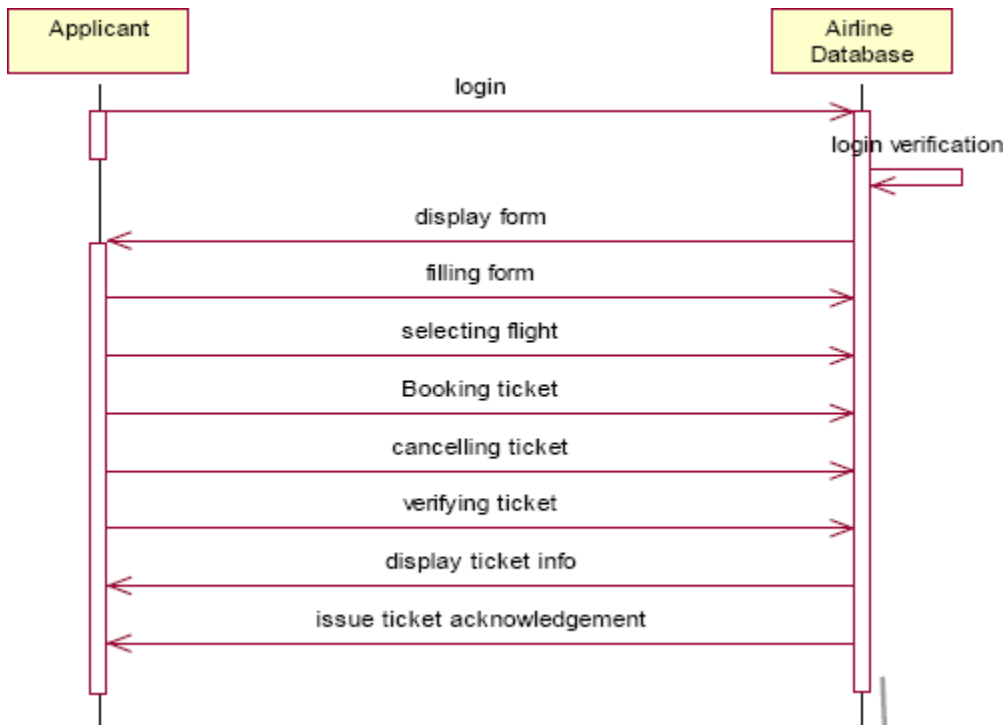 Applicant
Airline
Database
login
login verification
display form
filling form
selecting flight
Booking ticket
cancelling ticket
verifying ticket
display ticket info
issue ticket acknowledgement